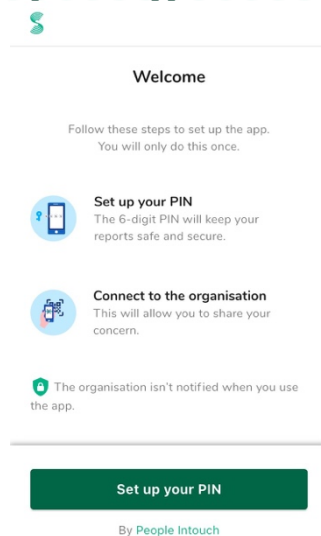 Welcome
Follow these steps to set up the app.
You will only do this once.
Set up your PIN
The 6-digit PIN will keep your
reports safe and secure.
Connect to the organisation
This will allow you to share your
concern.
The organisation isn't notified when you use
the app.
Set up your PIN
By People Intouch